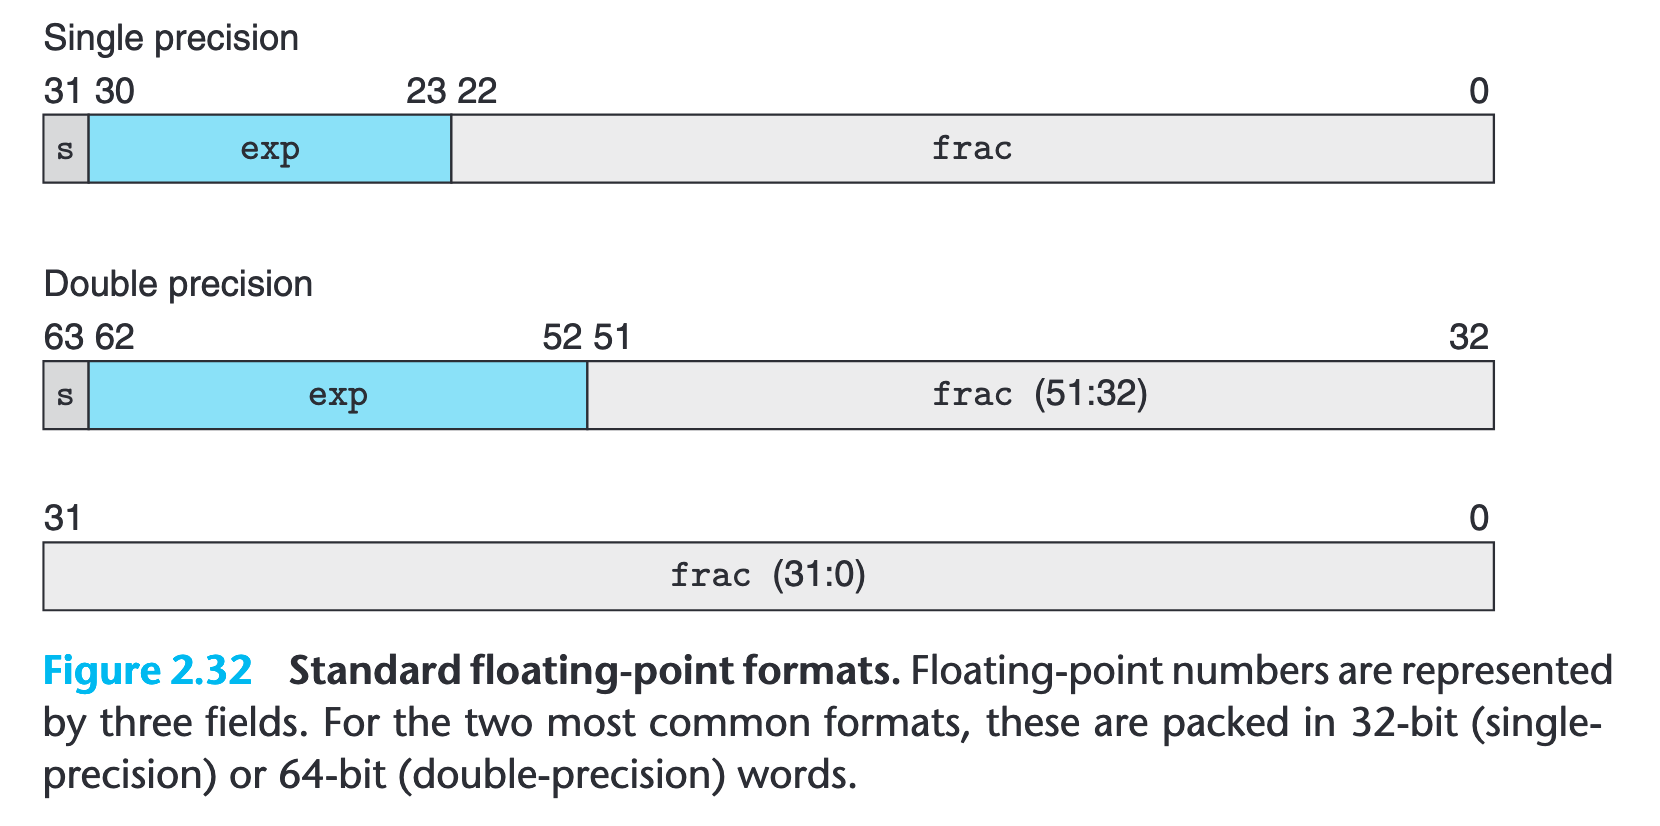 Single precision
31 30 23 22 0
s exp frac
Double precision
63 62 52 51 32
s exp frac (51:32)
31 0
frac (31:0)
Figure 2.32 Standard floating-point formats. Floating-point numbers are represented
by three fields. For the two most common formats, these are packed in 32-bit (single-
precision) or 64-bit (double-precision) words.